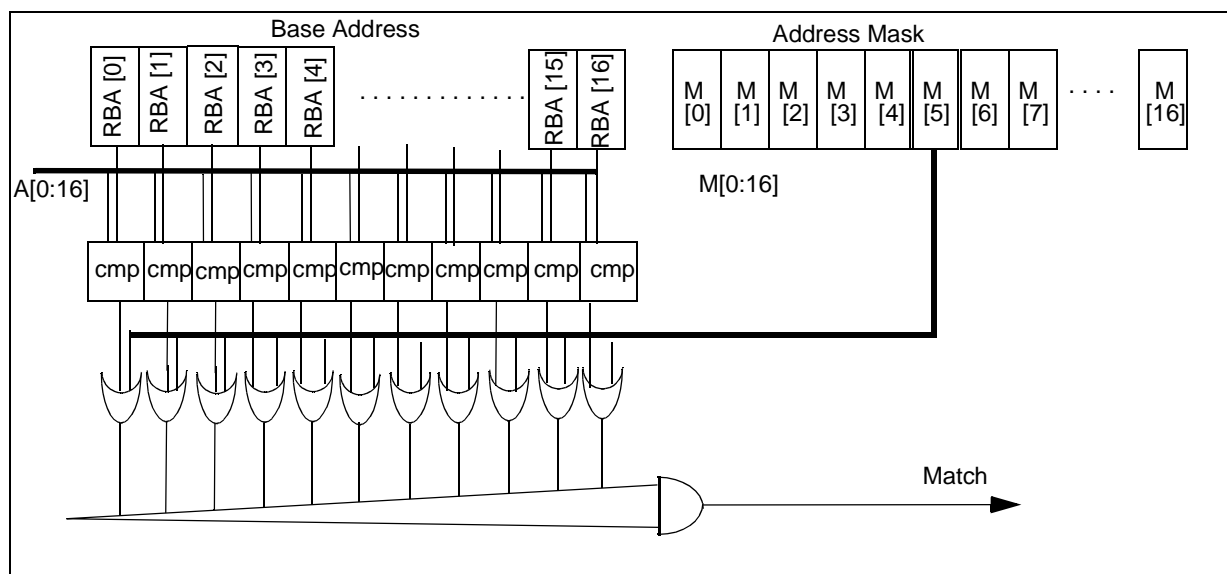 Base Address
Address Mask
RBA [0] RBA [1] RBA [2] RBA [3] RBA [4] . . . . . . . . . . . . . . RBA [15] RBA [16]
M M M M M M M M . . . . M
[0] [1] [2] [3] [4] [5] [6] [7] [16]
A[0:16]
M[0:16]
cmp cmp cmp cmp cmp cmp cmp cmp cmp cmp cmp
Match